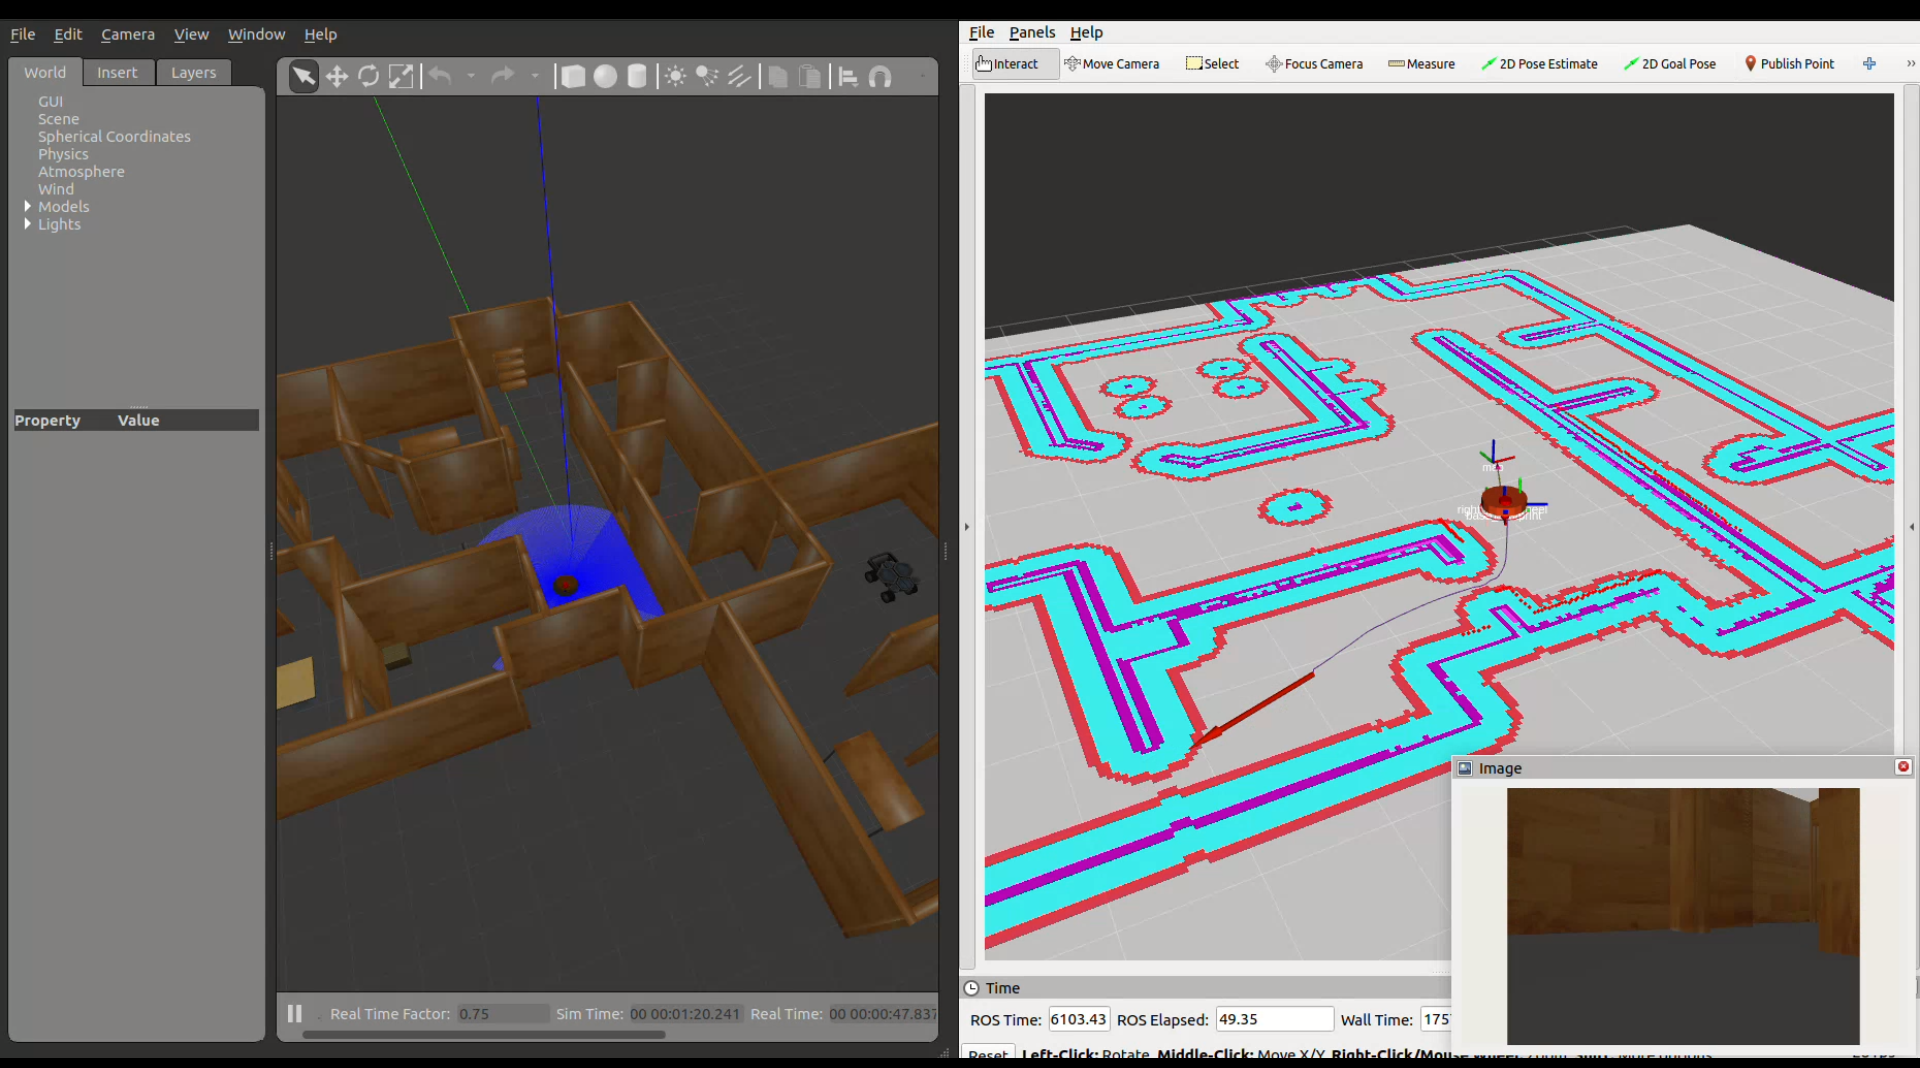 File Edit Camera View Window Help
World Insert Layers
GUI
Scene
Spherical Coordinates
Physics
Atmosphere
Wind
Models
Lights
Property Value
Real Time Factor: 0.75 Sim Time: 00 00:01:20.241 Real Time: 00 00:00:47.837
File Panels Help
Interact Move Camera Select Focus Camera Measure 2D Pose Estimate 2D Goal Pose Publish Point
map
Image
Time
ROS Time: 6103.43 ROS Elapsed: 49.35 Wall Time: 175
Reset Left-Click: Rotate. Middle-Click: Move X/Y. Right-Click/Mouse Wheel: